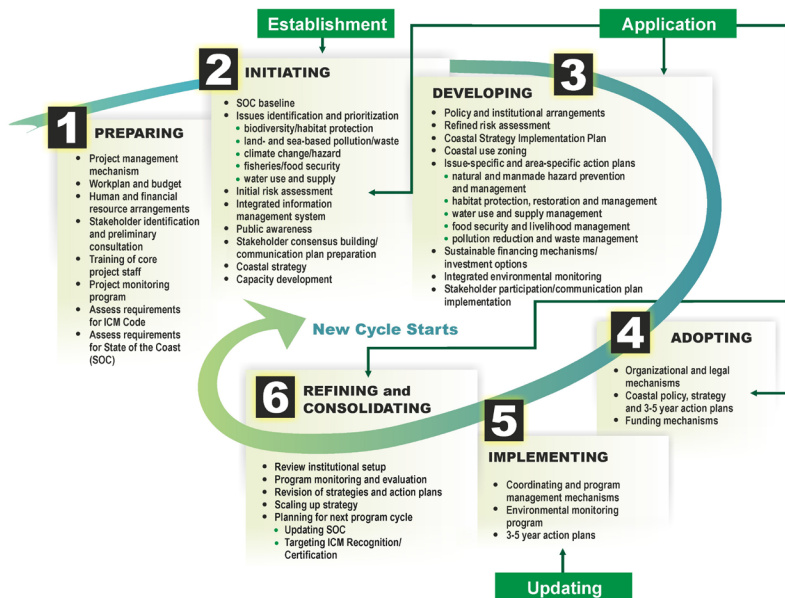 Establishment
Application
1
PREPARING
Project management
mechanism
Workplan and budget
Human and financial
resource arrangements
Stakeholder identification
and preliminary
consultation
Training of core
project staff
Project monitoring
program
Assess requirements
for ICM Code
Assess requirements
for State of the Coast
(SOC)
2
INITIATING
SOC baseline
Issues identification and prioritization
biodiversity/habitat protection
land- and sea-based pollution/waste
climate change/hazard
fisheries/food security
water use and supply
Initial risk assessment
Integrated information
management system
Public awareness
Stakeholder consensus building/
communication plan preparation
Coastal strategy
Capacity development
3
DEVELOPING
Policy and institutional arrangements
Refined risk assessment
Coastal Strategy Implementation Plan
Coastal use zoning
Issue-specific and area-specific action plans
natural and manmade hazard prevention
and management
habitat protection, restoration and management
water use and supply management
food security and livelihood management
pollution reduction and waste management
Sustainable financing mechanisms/
investment options
Integrated environmental monitoring
Stakeholder participation/communication plan
implementation
4
ADOPTING
Organizational and legal
mechanisms
Coastal policy, strategy
and 3-5 year action plans
Funding mechanisms
5
IMPLEMENTING
Coordinating and program
management mechanisms
Environmental monitoring
program
3-5 year action plans
Updating
6
REFINING and
CONSOLIDATING
Review institutional setup
Program monitoring and evaluation
Revision of strategies and action plans
Scaling up strategy
Planning for next program cycle
Updating SOC
Targeting ICM Recognition/
Certification
New Cycle Starts